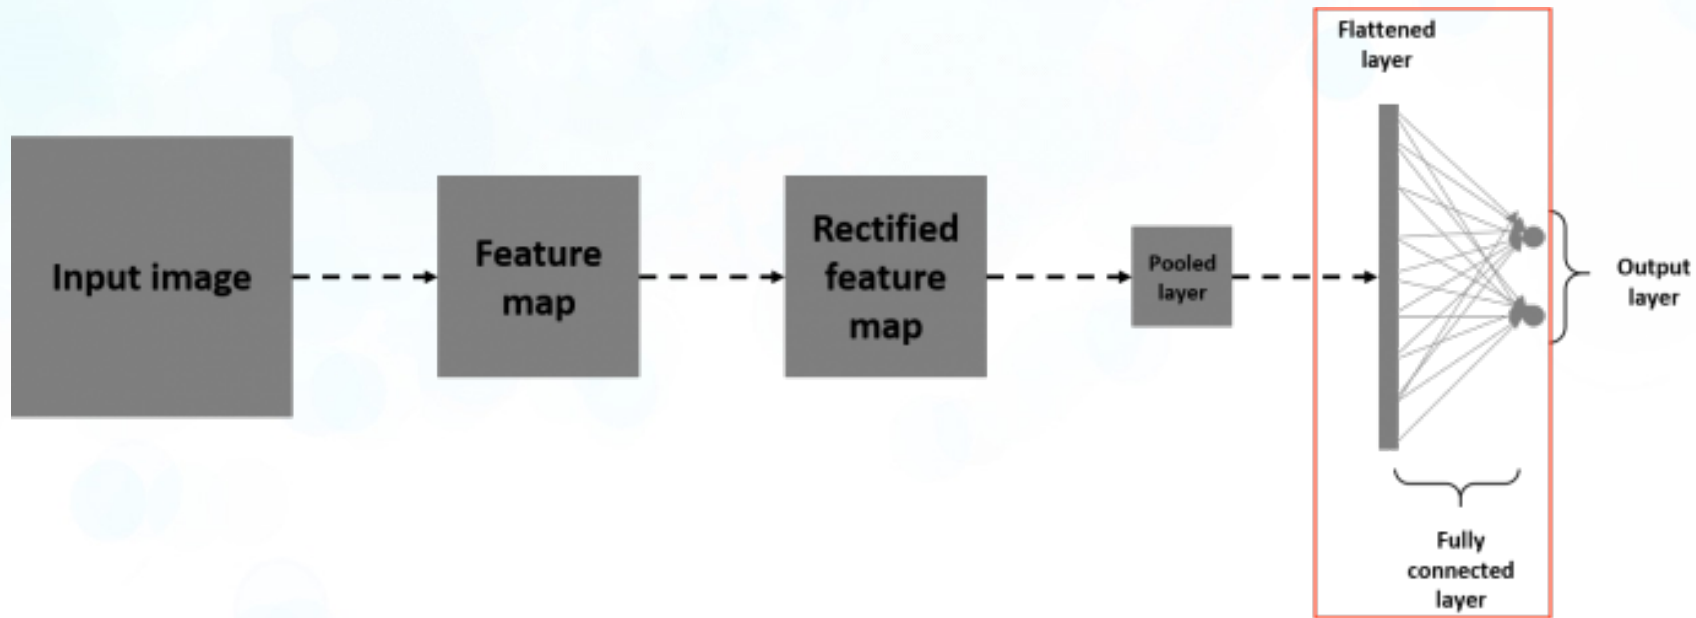 Input image
Feature
map
Rectified
feature
map
Pooled
layer
Flattened
layer
Output
layer
Fully
connected
layer